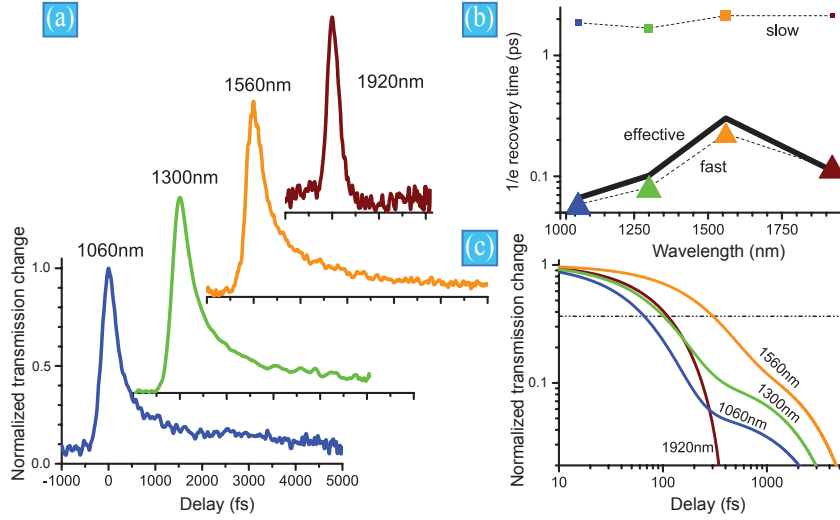 (a)
1060nm
1300nm
1560nm
1920nm
Normalized transmission change
1.0
0.5
0.0
-1000 0 1000 2000 3000 4000 5000
Delay (fs)
(b)
1/e recovery time (ps)
1
0.1
slow
effective
fast
1000 1250 1500 1750
Wavelength (nm)
(c)
Normalized transmission change
1
0.1
1560nm
1300nm
1060nm
1920nm
10 100 1000
Delay (fs)